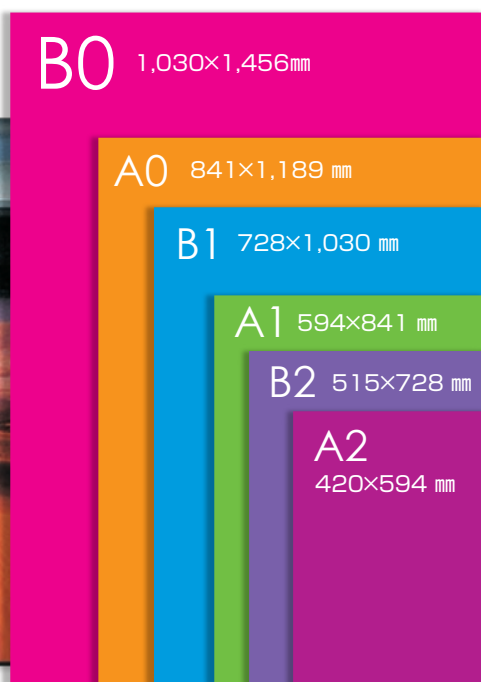 B0 1,030×1,456㎜
A0 841×1,189 ㎜
B1 728×1,030 ㎜
A1 594×841 ㎜
B2 515×728 ㎜
A2
420×594 ㎜